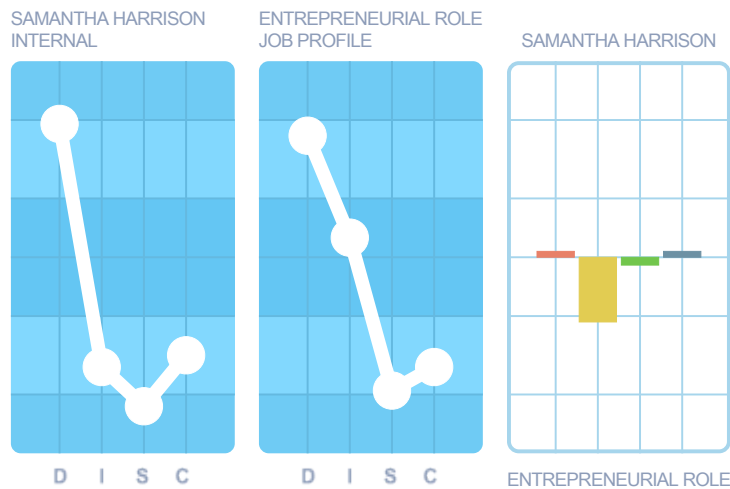 SAMANTHA HARRISON
INTERNAL
ENTREPRENEURIAL ROLE
JOB PROFILE
SAMANTHA HARRISON
D I S C
D I S C
ENTREPRENEURIAL ROLE